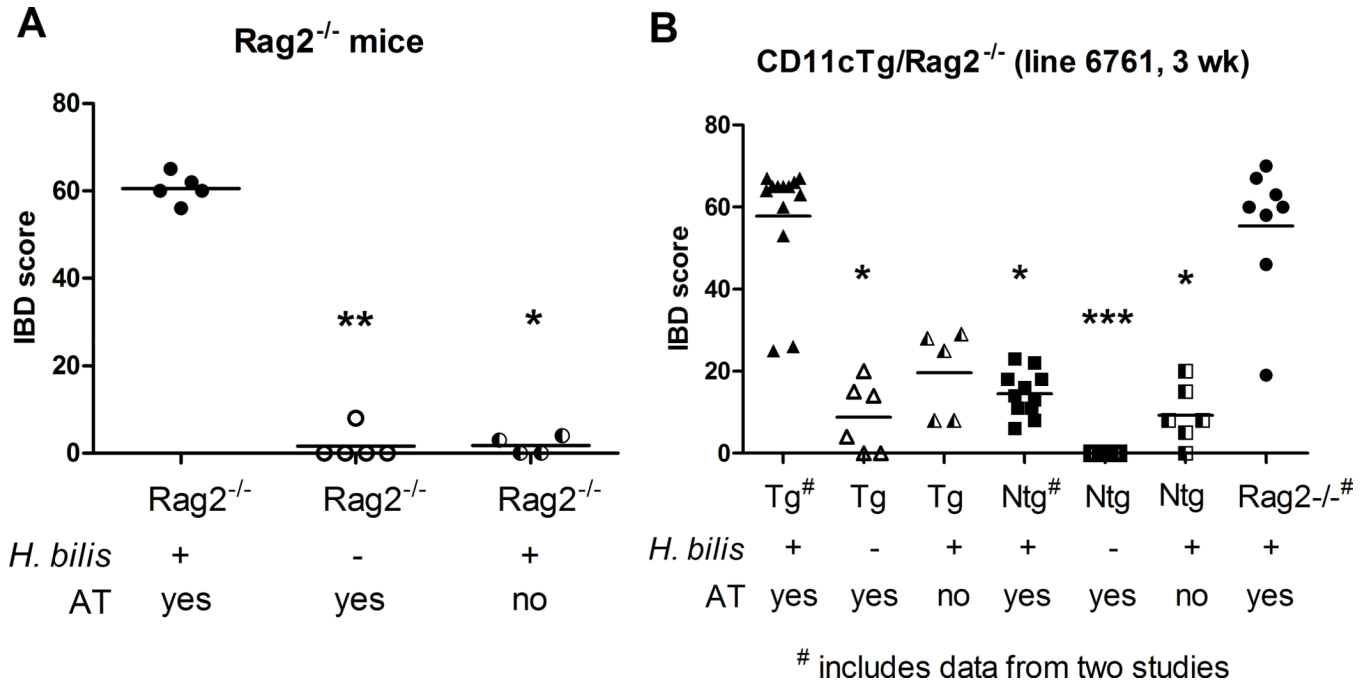 A
Rag2-/- mice
IBD score
80
60
40
20
0
**
*
Rag2-/- Rag2-/- Rag2-/-
H. bilis + - +
AT yes yes no
B
CD11cTg/Rag2-/- (line 6761, 3 wk)
IBD score
80
60
40
20
0
*
*
***
*
Tg# Tg Tg Ntg# Ntg Ntg Rag2-/-#
H. bilis + - + + - + +
AT yes yes no yes yes no yes
# includes data from two studies